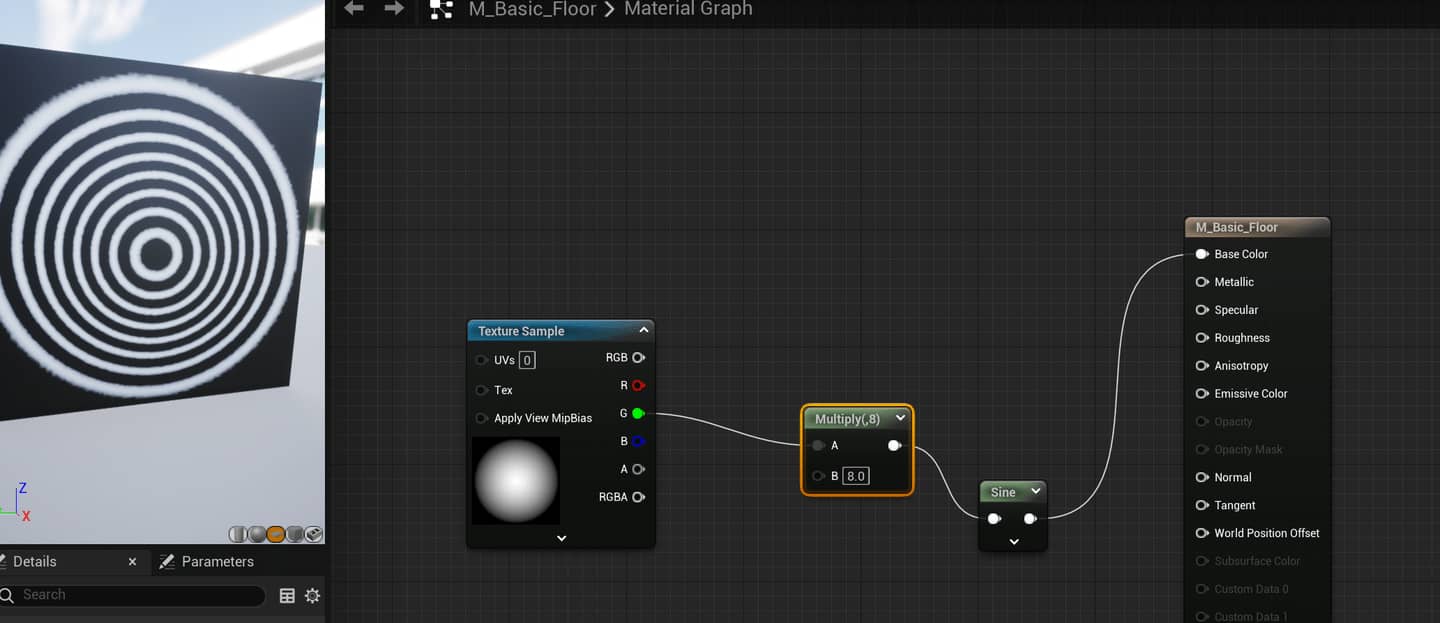 M_Basic_Floor > Material Graph
Z
X
Details ×
Parameters
Search
Texture Sample
UVs 0
Tex
Apply View MipBias
RGB
R
G
B
A
RGBA
Multiply(,8)
A
B 8.0
Sine
M_Basic_Floor
Base Color
Metallic
Specular
Roughness
Anisotropy
Emissive Color
Opacity
Opacity Mask
Normal
Tangent
World Position Offset
Subsurface Color
Custom Data 0
Custom Data 1